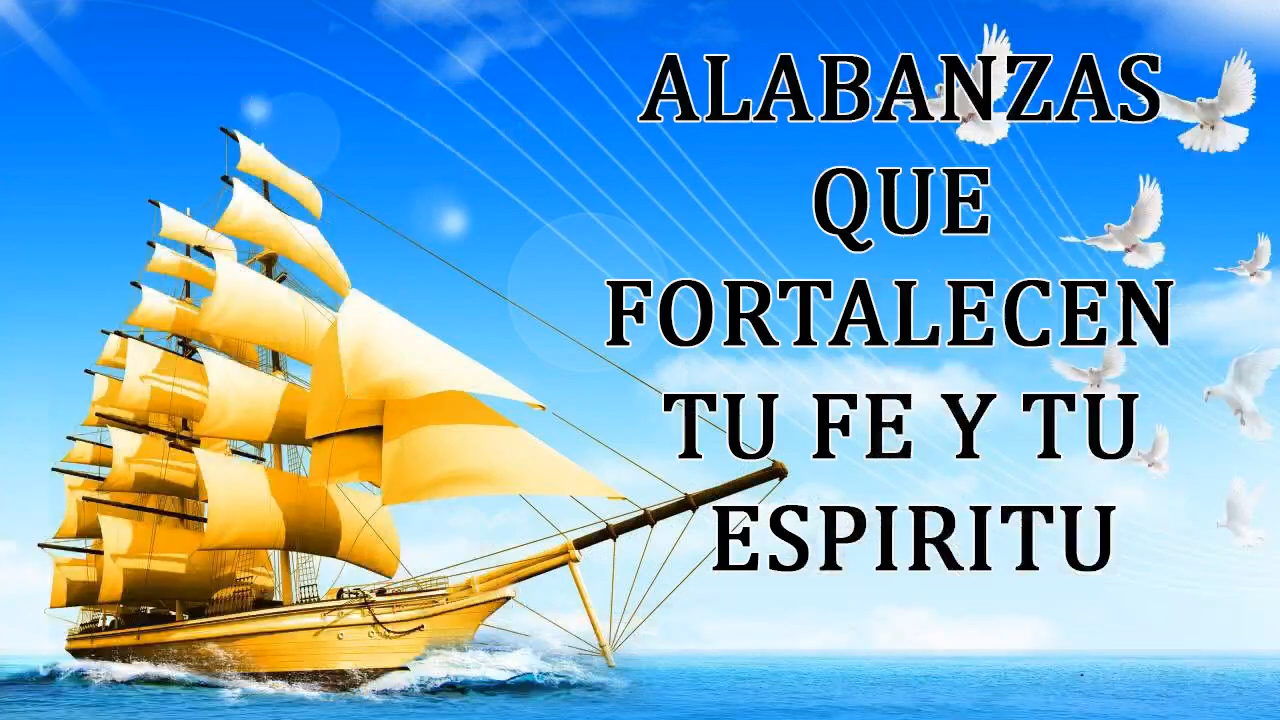 ALABANZAS
QUE
FORTALECEN
TU FE Y TU
ESPIRITU